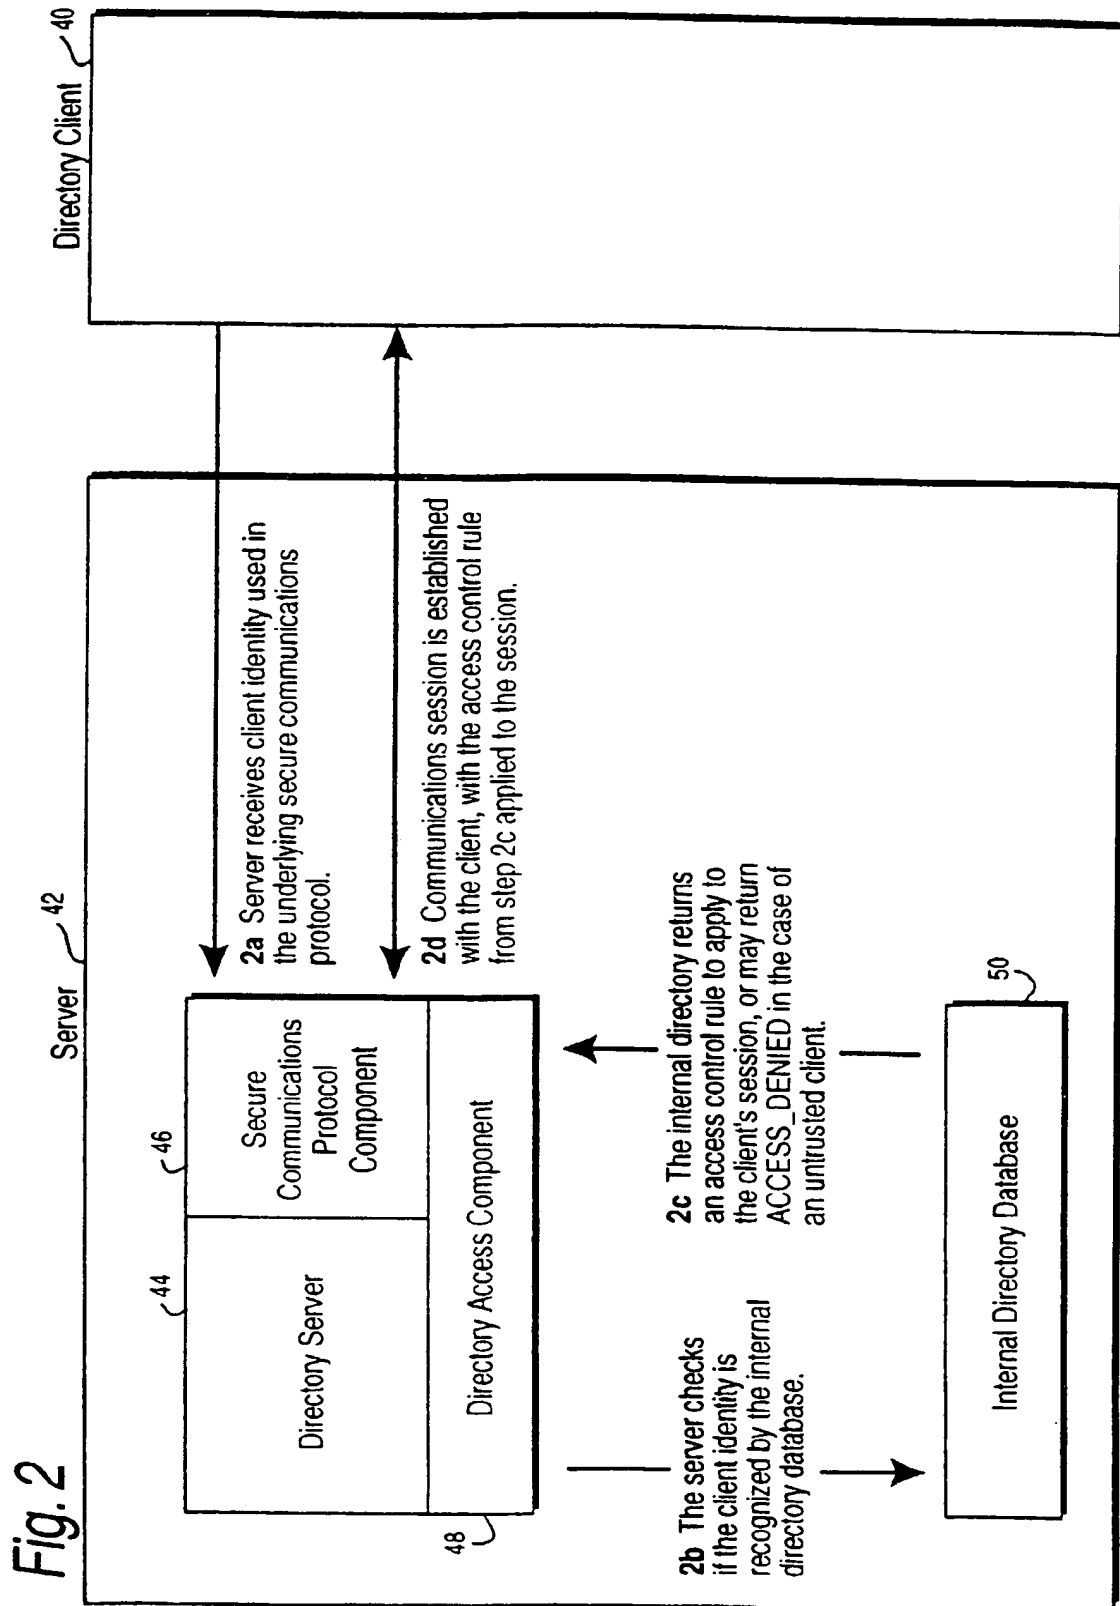 Fig. 2
Server
42
Directory Client
40
44
Directory Server
46
Secure
Communications
Protocol
Component
48
Directory Access Component
2a Server receives client identity used in
the underlying secure communications
protocol.
2d Communications session is established
with the client, with the access control rule
from step 2c applied to the session.
2b The server checks
if the client identity is
recognized by the internal
directory database.
2c The internal directory returns
an access control rule to apply to
the client's session, or may return
ACCESS_DENIED in the case of
an untrusted client.
50
Internal Directory Database